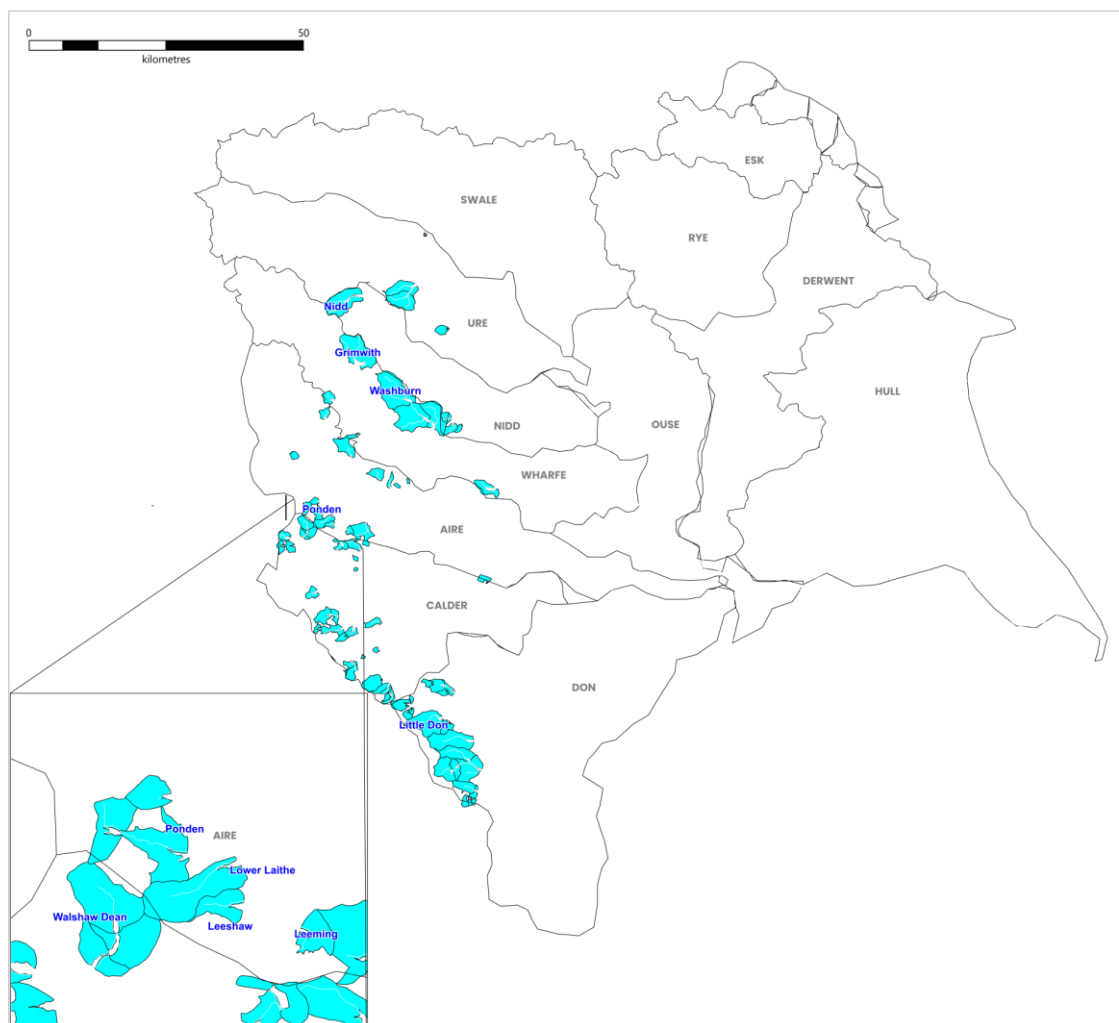 0 50
kilometres
ESK
SWALE
RYE
DERWENT
Nidd
URE
Grimwith
Washburn
HULL
NIDD
OUSE
WHARFE
Ponden
AIRE
CALDER
DON
Little Don
Ponden
AIRE
Lower Laithe
Walshaw Dean
Leeshaw
Leeming